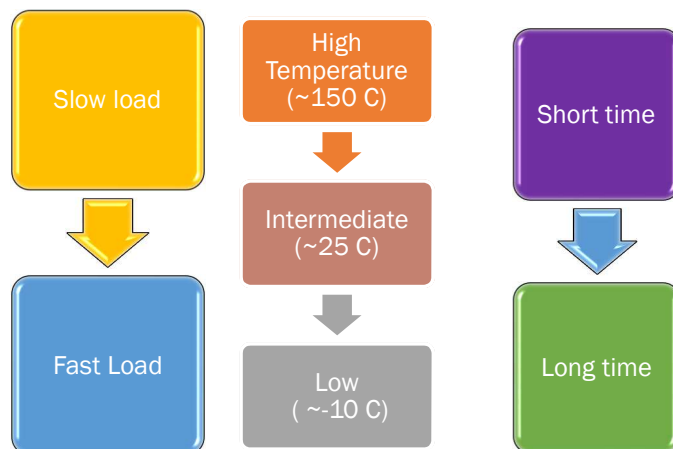 Slow load
Fast Load
High
Temperature
(~150 C)
Intermediate
(~25 C)
Low
( ~-10 C)
Short time
Long time